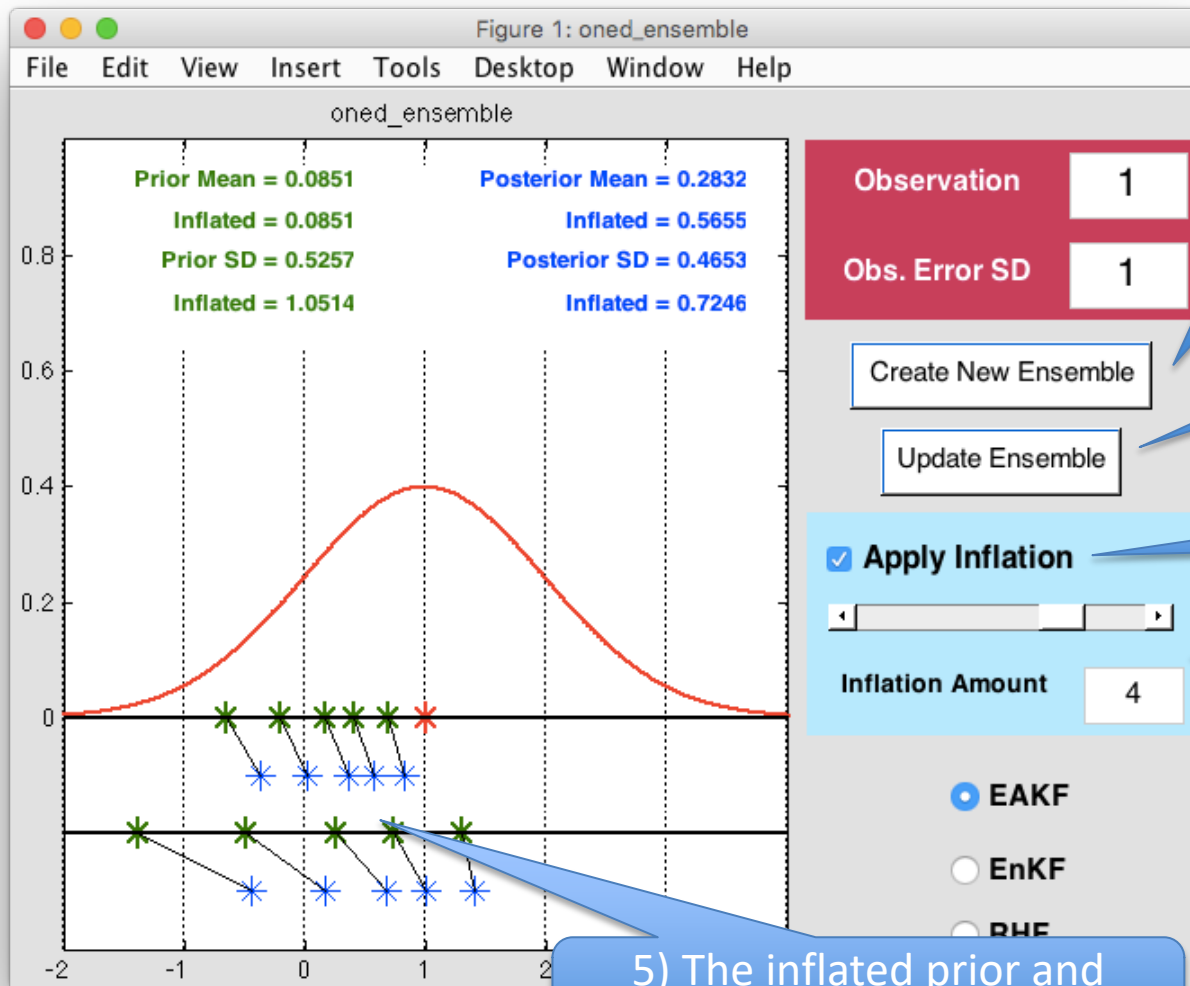 Figure 1: oned_ensemble
File Edit View Insert Tools Desktop Window Help
oned_ensemble
Prior Mean = 0.0851
Inflated = 0.0851
Prior SD = 0.5257
Inflated = 1.0514
Posterior Mean = 0.2832
Inflated = 0.5655
Posterior SD = 0.4653
Inflated = 0.7246
0.8
0.6
0.4
0.2
0
-2 -1 0 1 2
Observation 1
Obs. Error SD 1
Create New Ensemble
Update Ensemble
Apply Inflation
Inflation Amount 4
EAKF
EnKF
RHF
5) The inflated prior and